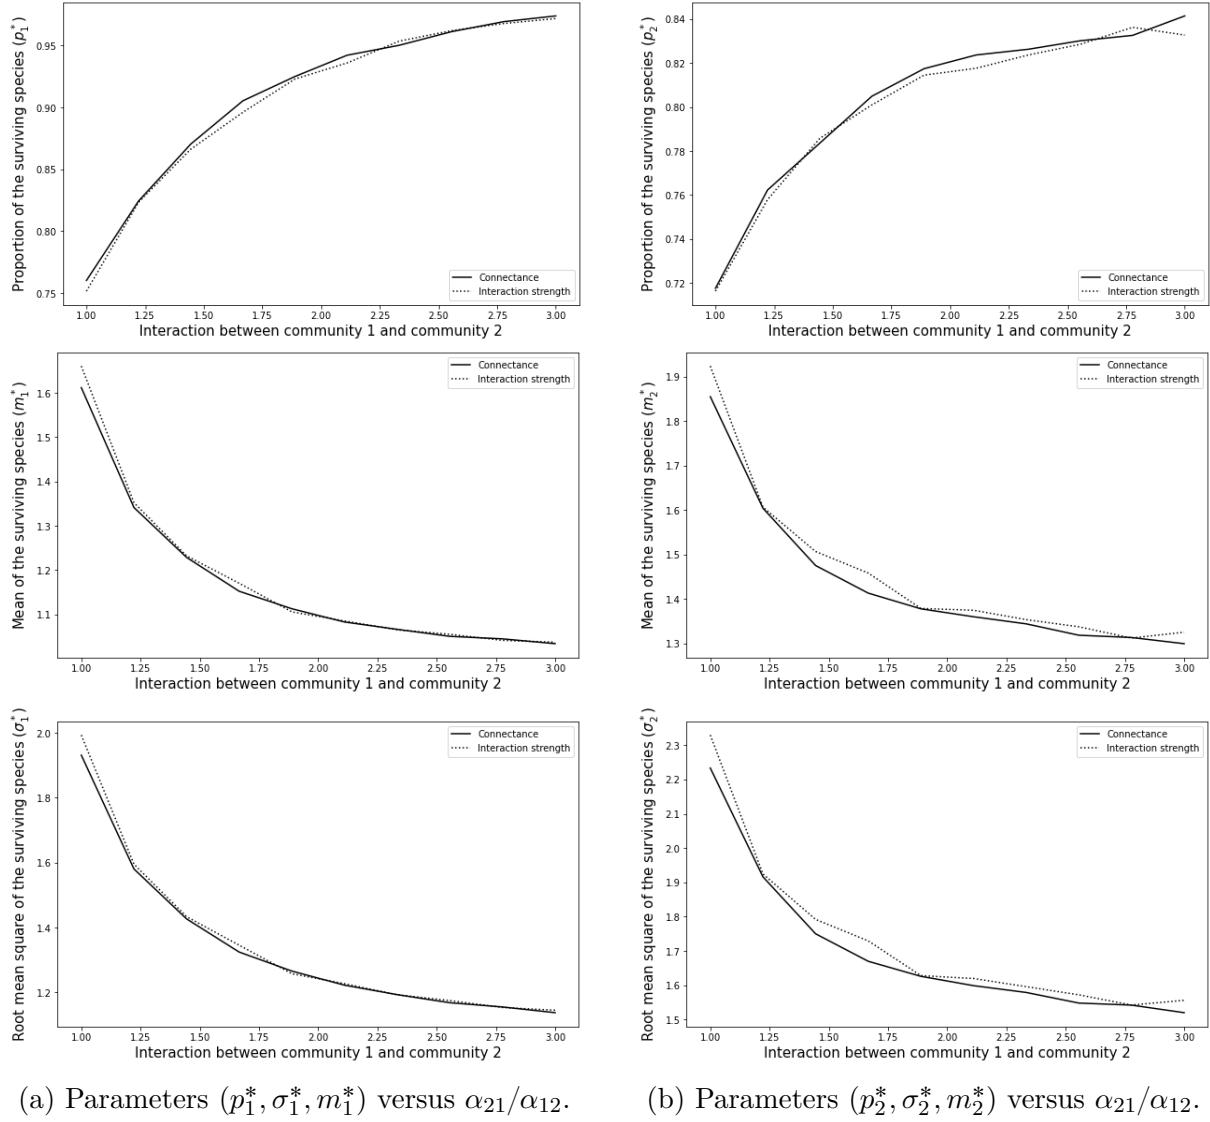 Proportion of the surviving species (p₁*)
0.95
0.90
0.85
0.80
0.75
Connectance
Interaction strength
1.00 1.25 1.50 1.75 2.00 2.25 2.50 2.75 3.00
Interaction between community 1 and community 2
Proportion of the surviving species (p₂*)
0.84
0.82
0.80
0.78
0.76
0.74
0.72
Connectance
Interaction strength
1.00 1.25 1.50 1.75 2.00 2.25 2.50 2.75 3.00
Interaction between community 1 and community 2
Mean of the surviving species (m₁*)
1.6
1.5
1.4
1.3
1.2
1.1
Connectance
Interaction strength
1.00 1.25 1.50 1.75 2.00 2.25 2.50 2.75 3.00
Interaction between community 1 and community 2
Mean of the surviving species (m₂*)
1.9
1.8
1.7
1.6
1.5
1.4
1.3
Connectance
Interaction strength
1.00 1.25 1.50 1.75 2.00 2.25 2.50 2.75 3.00
Interaction between community 1 and community 2
Root mean square of the surviving species (σ₁*)
2.0
1.8
1.6
1.4
1.2
Connectance
Interaction strength
1.00 1.25 1.50 1.75 2.00 2.25 2.50 2.75 3.00
Interaction between community 1 and community 2
Root mean square of the surviving species (σ₂*)
2.3
2.2
2.1
2.0
1.9
1.8
1.7
1.6
1.5
Connectance
Interaction strength
1.00 1.25 1.50 1.75 2.00 2.25 2.50 2.75 3.00
Interaction between community 1 and community 2
(a) Parameters (p₁*, σ₁*, m₁*) versus α₂₁/α₁₂.
(b) Parameters (p₂*, σ₂*, m₂*) versus α₂₁/α₁₂.